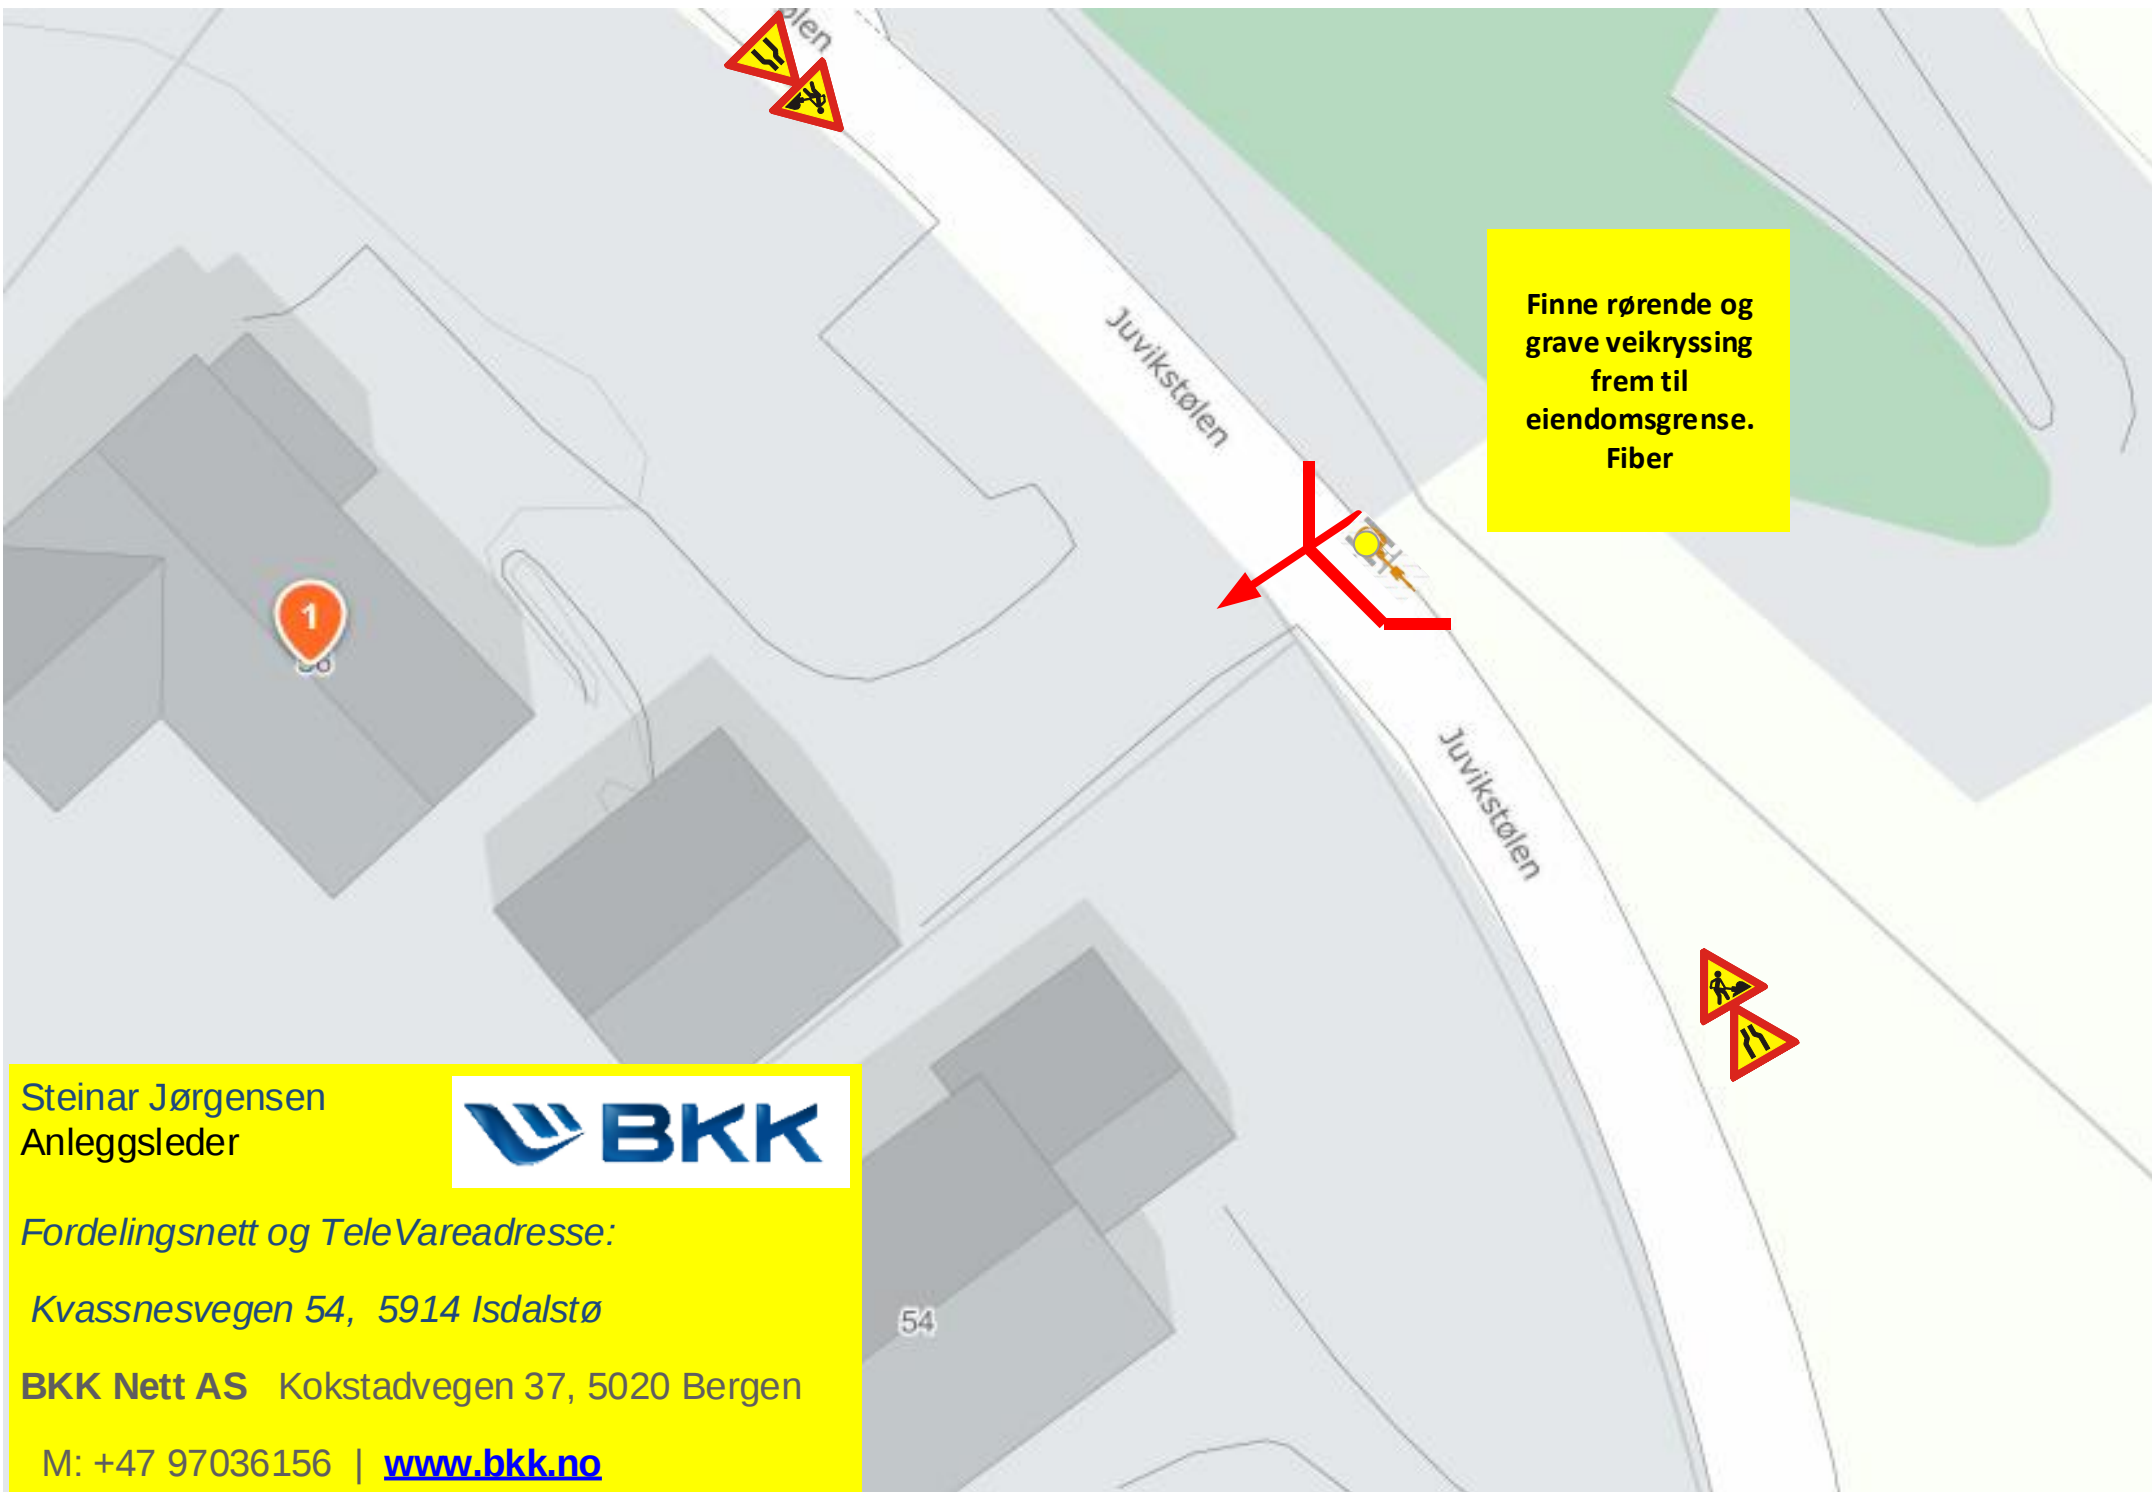 ølen
Juvikstølen
Finne rørende og
grave veikryssing
frem til
eiendomsgrense.
Fiber
1
Juvikstølen
54
Steinar Jørgensen
Anleggsleder
BKK
Fordelingsnett og TeleVareadresse:
Kvassnesvegen 54, 5914 Isdalstø
BKK Nett AS Kokstadvegen 37, 5020 Bergen
M: +47 97036156 | www.bkk.no